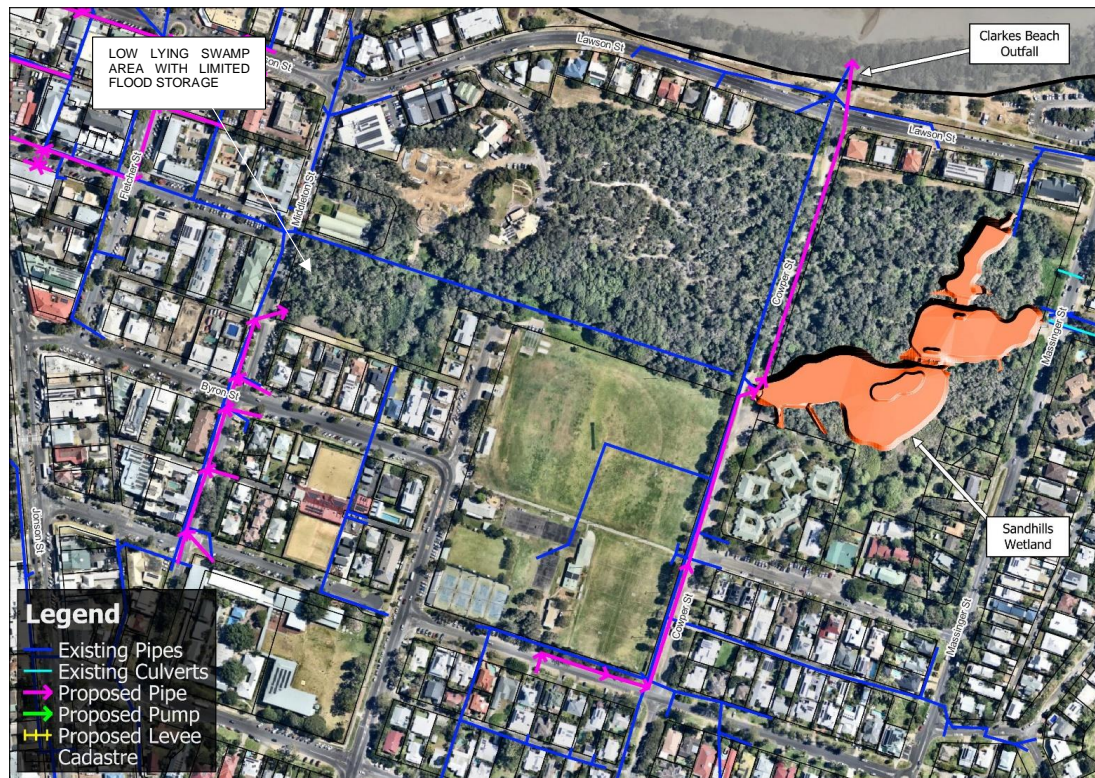 LOW LYING SWAMP
AREA WITH LIMITED
FLOOD STORAGE
Clarkes Beach
Outfall
Lawson St
son St
Lawson St
Fletcher St
Middleton St
Cowper St
Massinger St
Byron St
Jonson St
Cowper St
Massinger St
Sandhills
Wetland
Legend
Existing Pipes
Existing Culverts
Proposed Pipe
Proposed Pump
Proposed Levee
Cadastre